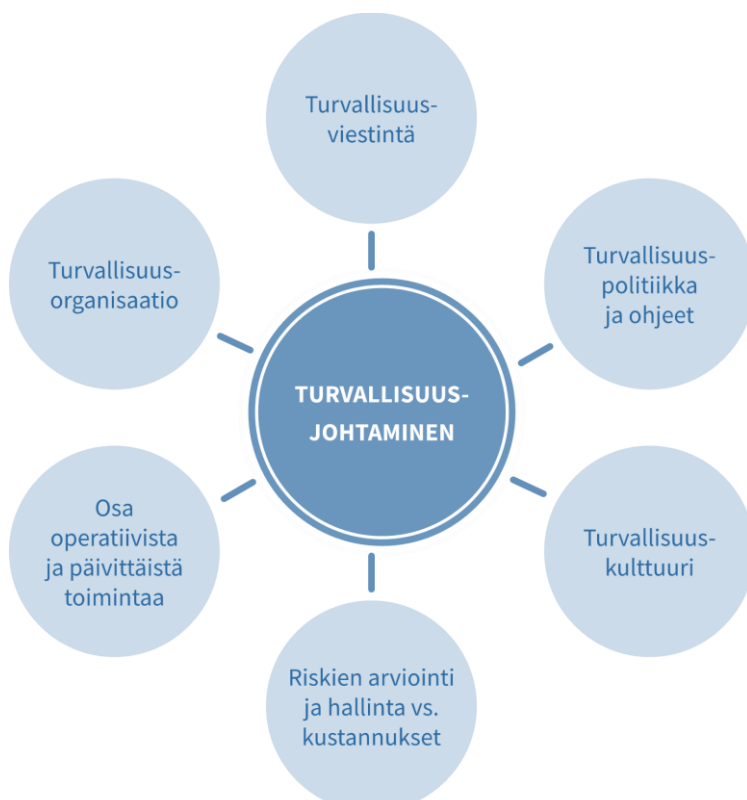 Turvallisuus-
viestintä
Turvallisuus-
politiikka
ja ohjeet
Turvallisuus-
kulttuuri
Riskien arviointi
ja hallinta vs.
kustannukset
Osa
operatiivista
ja päivittäistä
toimintaa
Turvallisuus-
organisaatio
TURVALLISUUS-
JOHTAMINEN